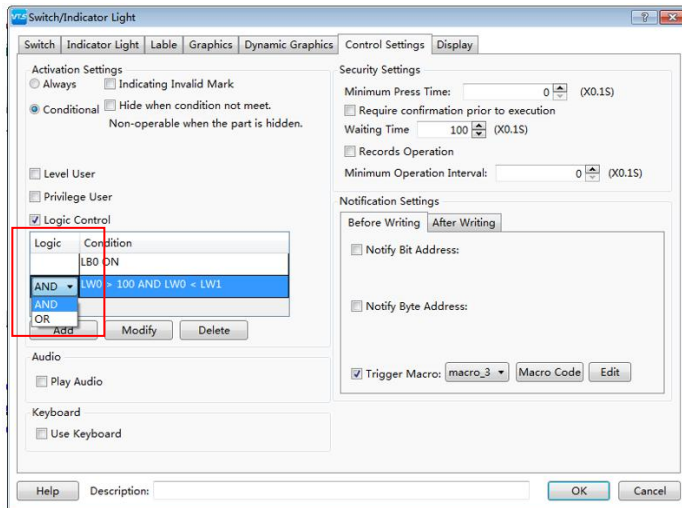 VTS Switch/Indicator Light
Switch Indicator Light Lable Graphics Dynamic Graphics Control Settings Display
Activation Settings
Always Indicating Invalid Mark
Conditional Hide when condition not meet.
Non-operable when the part is hidden.
Level User
Privilege User
Logic Control
Logic Condition
LB0 ON
AND LW0 > 100 AND LW0 < LW1
AND
OR
Add Modify Delete
Audio
Play Audio
Keyboard
Use Keyboard
Security Settings
Minimum Press Time: 0 (X0.1S)
Require confirmation prior to execution
Waiting Time 100 (X0.1S)
Records Operation
Minimum Operation Interval: 0 (X0.1S)
Notification Settings
Before Writing After Writing
Notify Bit Address:
Notify Byte Address:
Trigger Macro: macro_3 Macro Code Edit
Help Description: OK Cancel